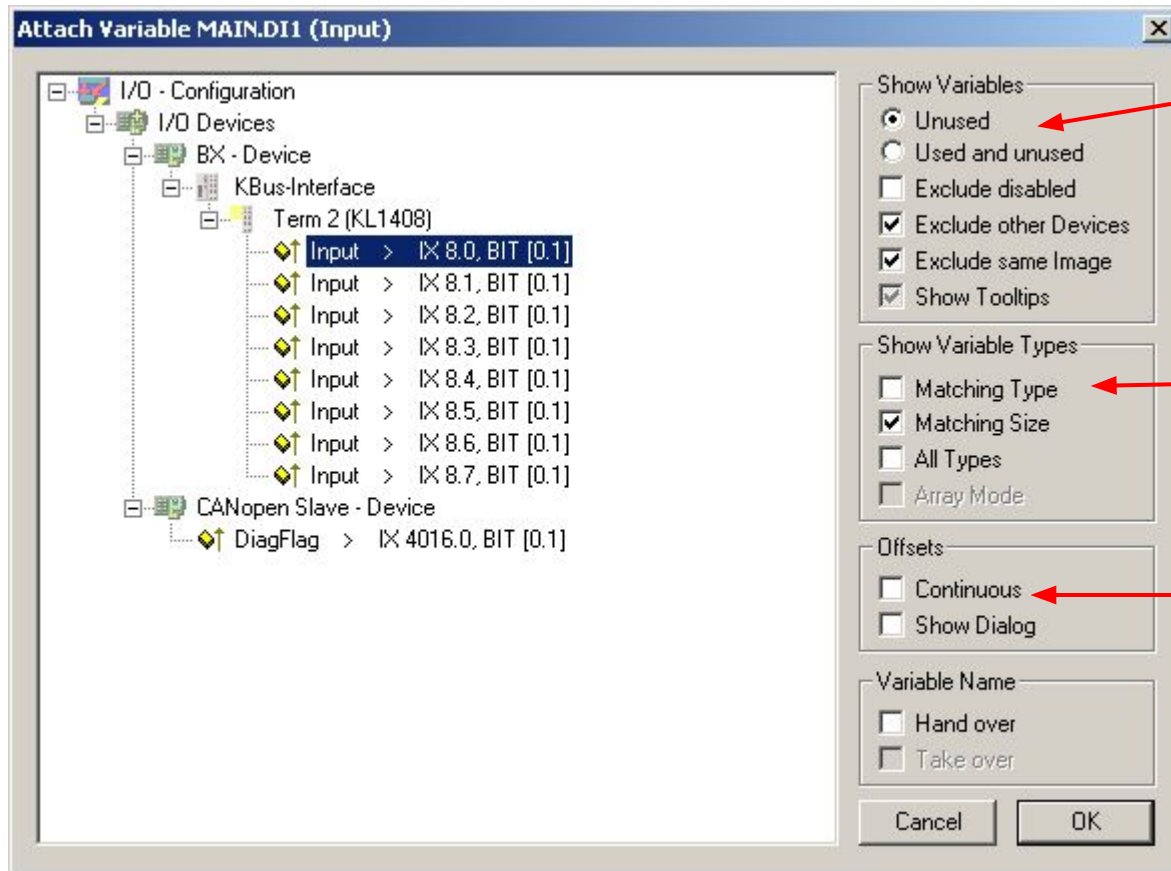 Attach Variable MAIN.DI1 (Input)
I/O - Configuration
I/O Devices
BX - Device
KBus-Interface
Term 2 (KL1408)
Input > IX 8.0, BIT [0.1]
Input > IX 8.1, BIT [0.1]
Input > IX 8.2, BIT [0.1]
Input > IX 8.3, BIT [0.1]
Input > IX 8.4, BIT [0.1]
Input > IX 8.5, BIT [0.1]
Input > IX 8.6, BIT [0.1]
Input > IX 8.7, BIT [0.1]
CANopen Slave - Device
DiagFlag > IX 4016.0, BIT [0.1]
Show Variables
Unused
Used and unused
Exclude disabled
Exclude other Devices
Exclude same Image
Show Tooltips
Show Variable Types
Matching Type
Matching Size
All Types
Array Mode
Offsets
Continuous
Show Dialog
Variable Name
Hand over
Take over
Cancel OK